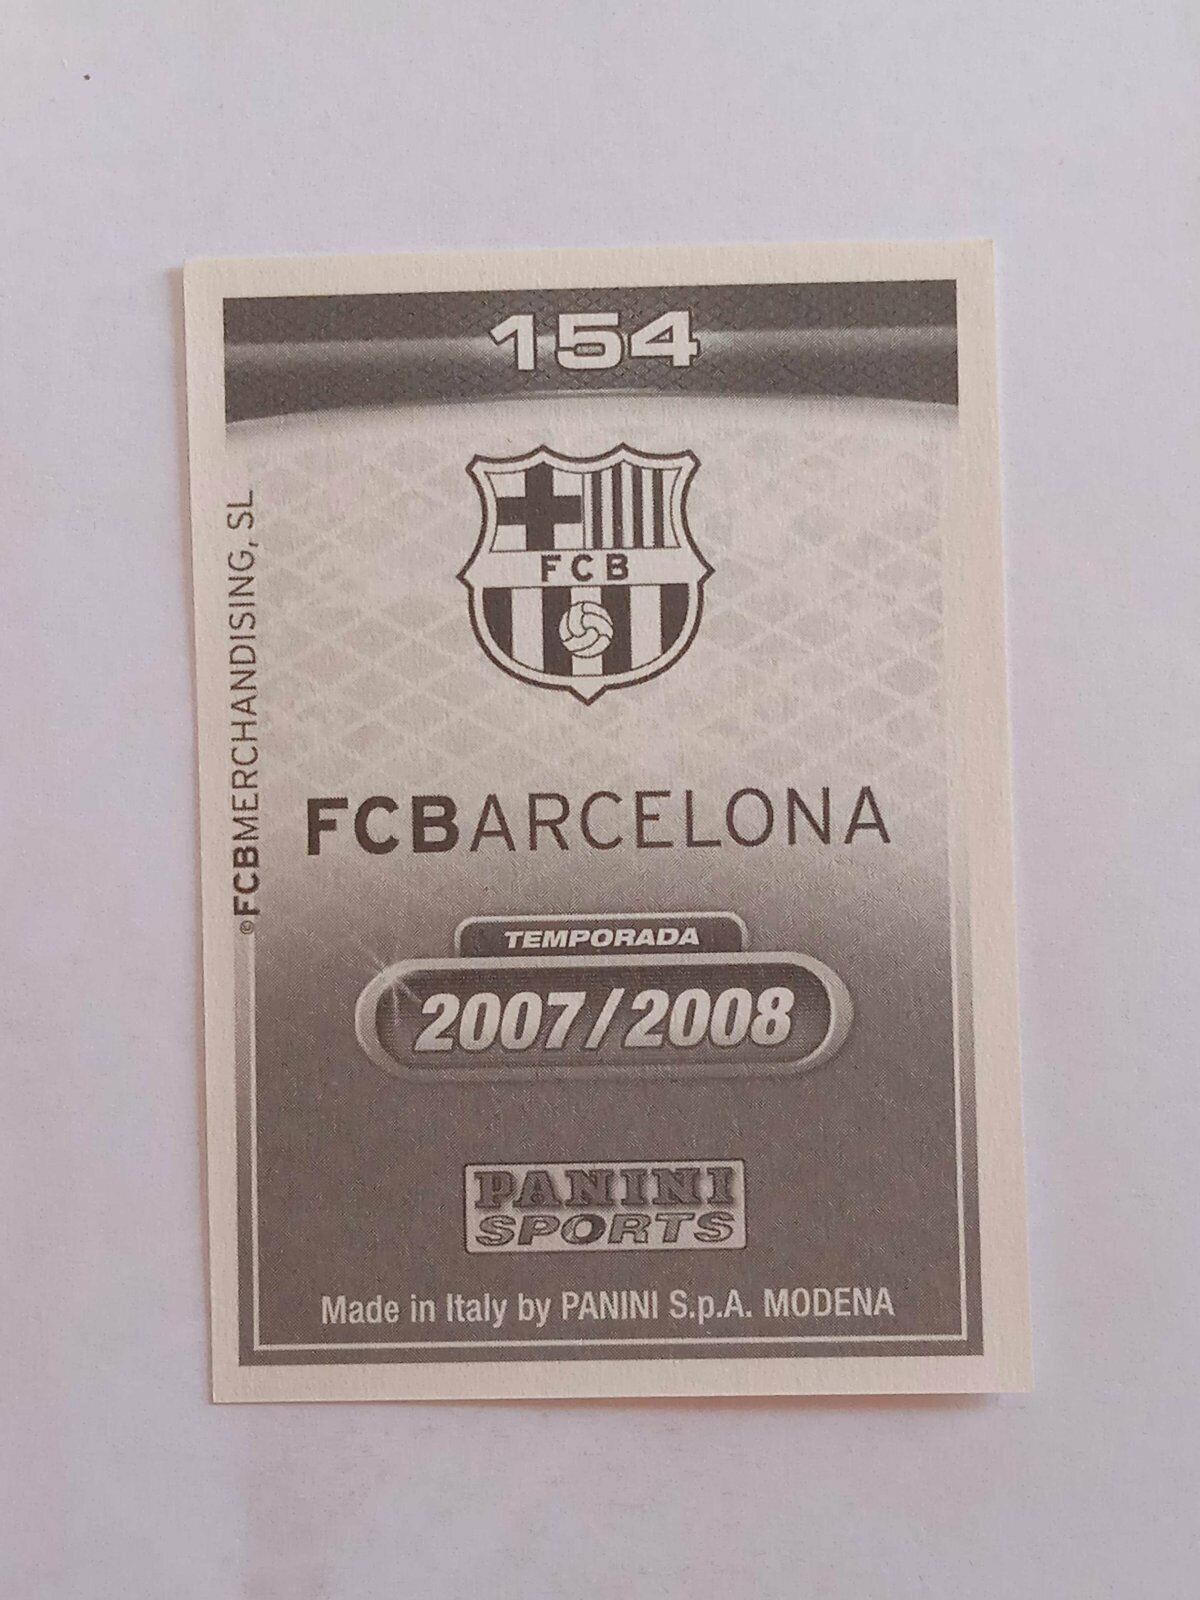 154
FCB
FCBARCELONA
TEMPORADA
2007/2008
PANINI
SPORTS
Made in Italy by PANINI S.p.A. MODENA
©FCBMERCHANDISING, SL